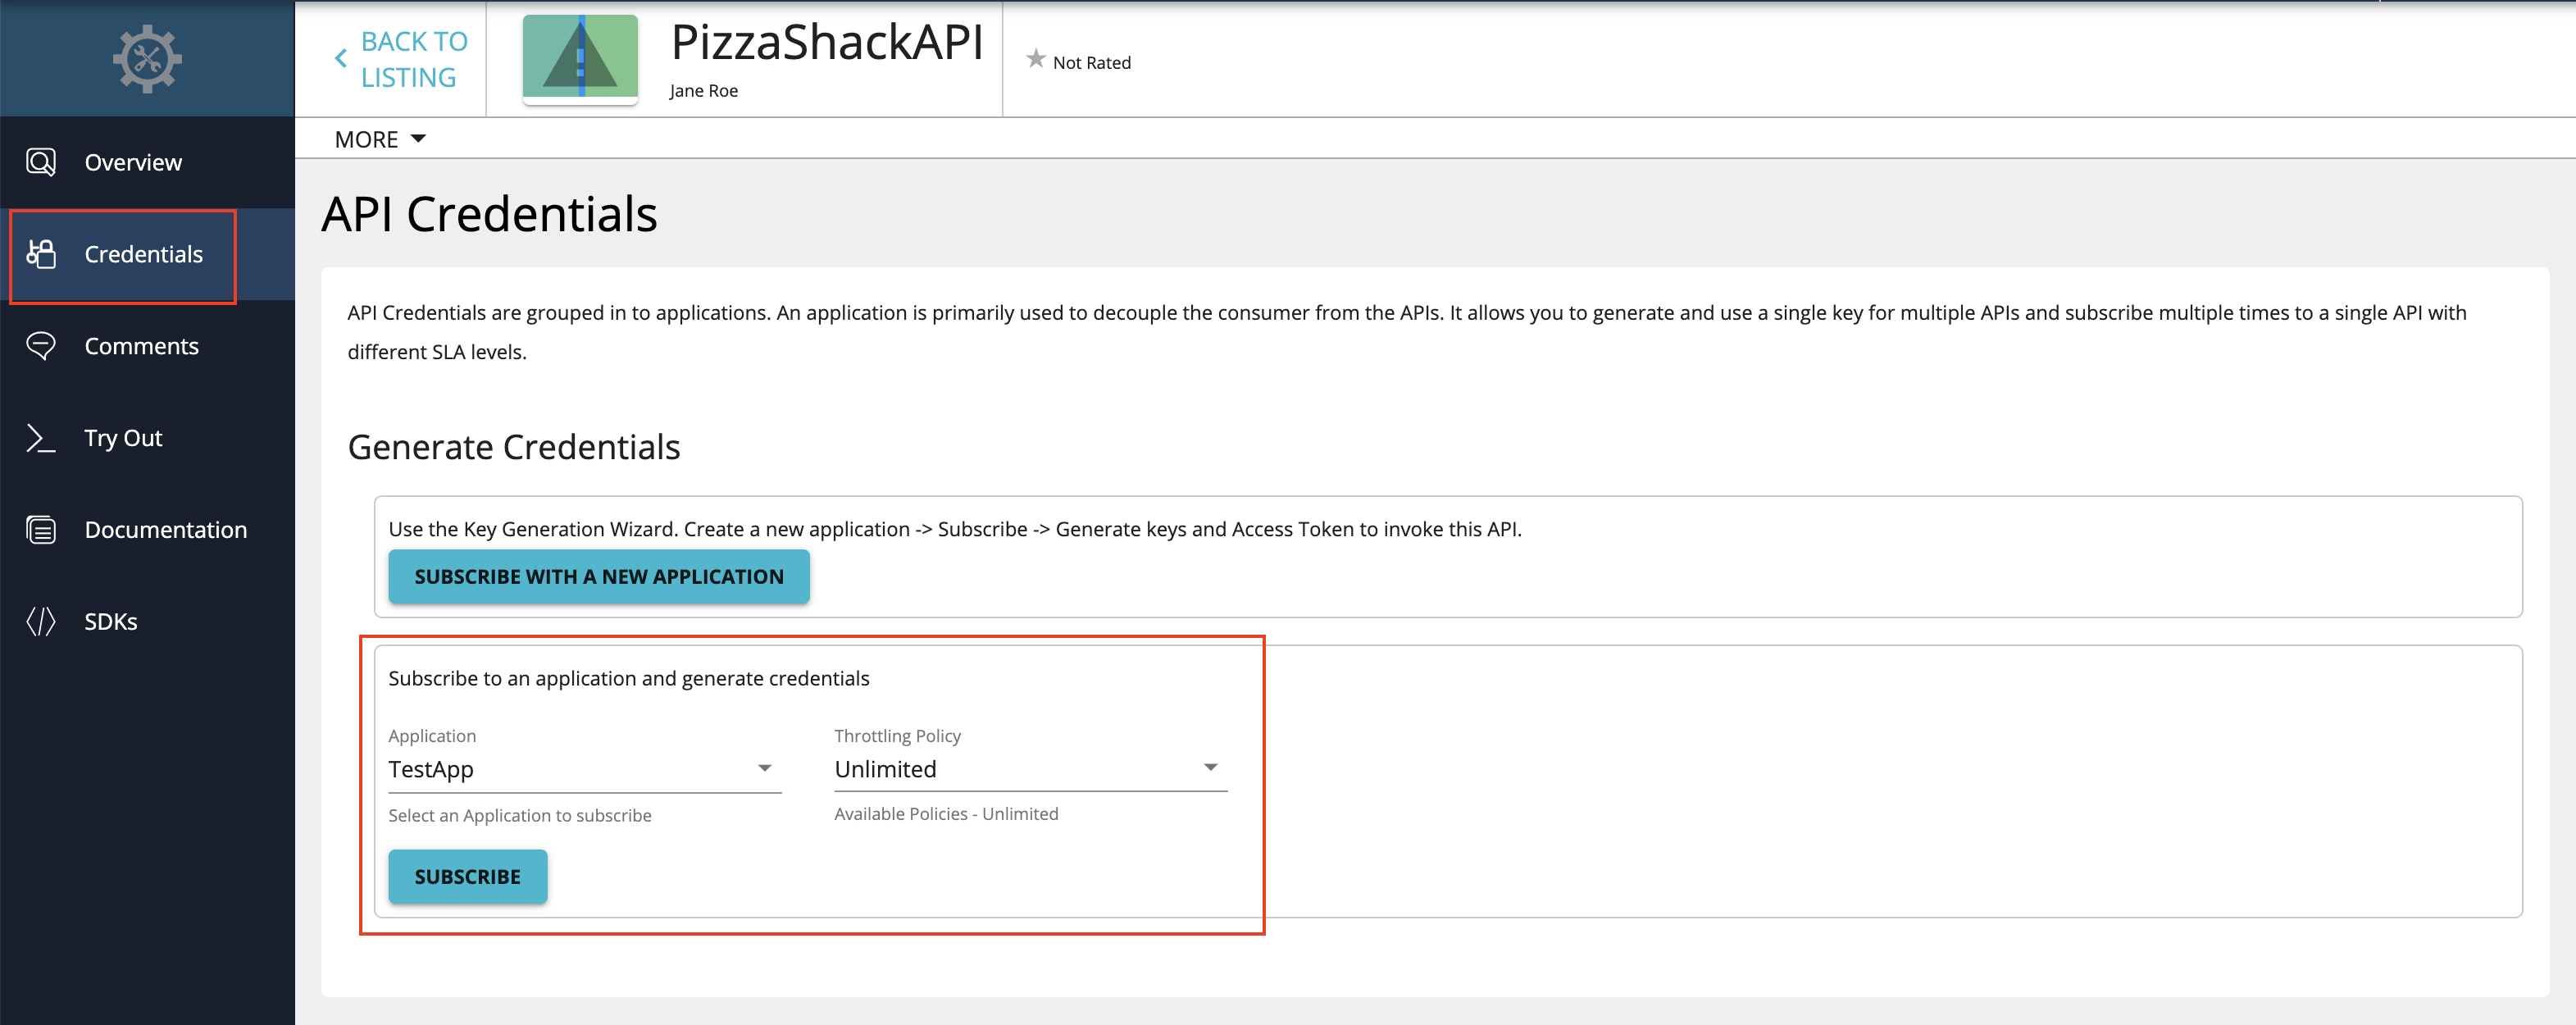 BACK TO
LISTING
PizzaShackAPI
Jane Roe
Not Rated
MORE
Overview
Credentials
Comments
Try Out
Documentation
SDKs
API Credentials
API Credentials are grouped in to applications. An application is primarily used to decouple the consumer from the APIs. It allows you to generate and use a single key for multiple APIs and subscribe multiple times to a single API with
different SLA levels.
Generate Credentials
Use the Key Generation Wizard. Create a new application -> Subscribe -> Generate keys and Access Token to invoke this API.
SUBSCRIBE WITH A NEW APPLICATION
Subscribe to an application and generate credentials
Application
TestApp
Select an Application to subscribe
Throttling Policy
Unlimited
Available Policies - Unlimited
SUBSCRIBE